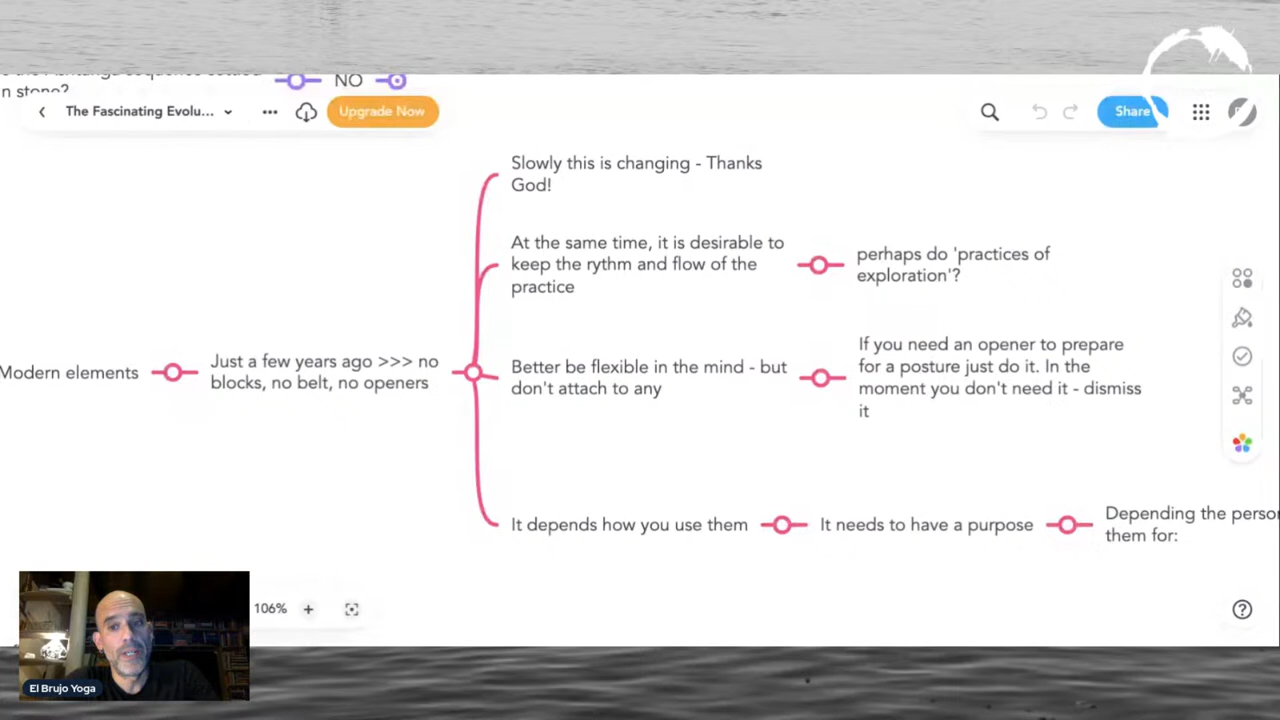 NO
n stone?
The Fascinating Evolu...
Upgrade Now
Share
Slowly this is changing - Thanks
God!
At the same time, it is desirable to
keep the rythm and flow of the
practice
perhaps do 'practices of
exploration'?
Modern elements
Just a few years ago >>> no
blocks, no belt, no openers
Better be flexible in the mind - but
don't attach to any
If you need an opener to prepare
for a posture just do it. In the
moment you don't need it - dismiss
it
It depends how you use them
It needs to have a purpose
Depending the person
them for:
106%
El Brujo Yoga